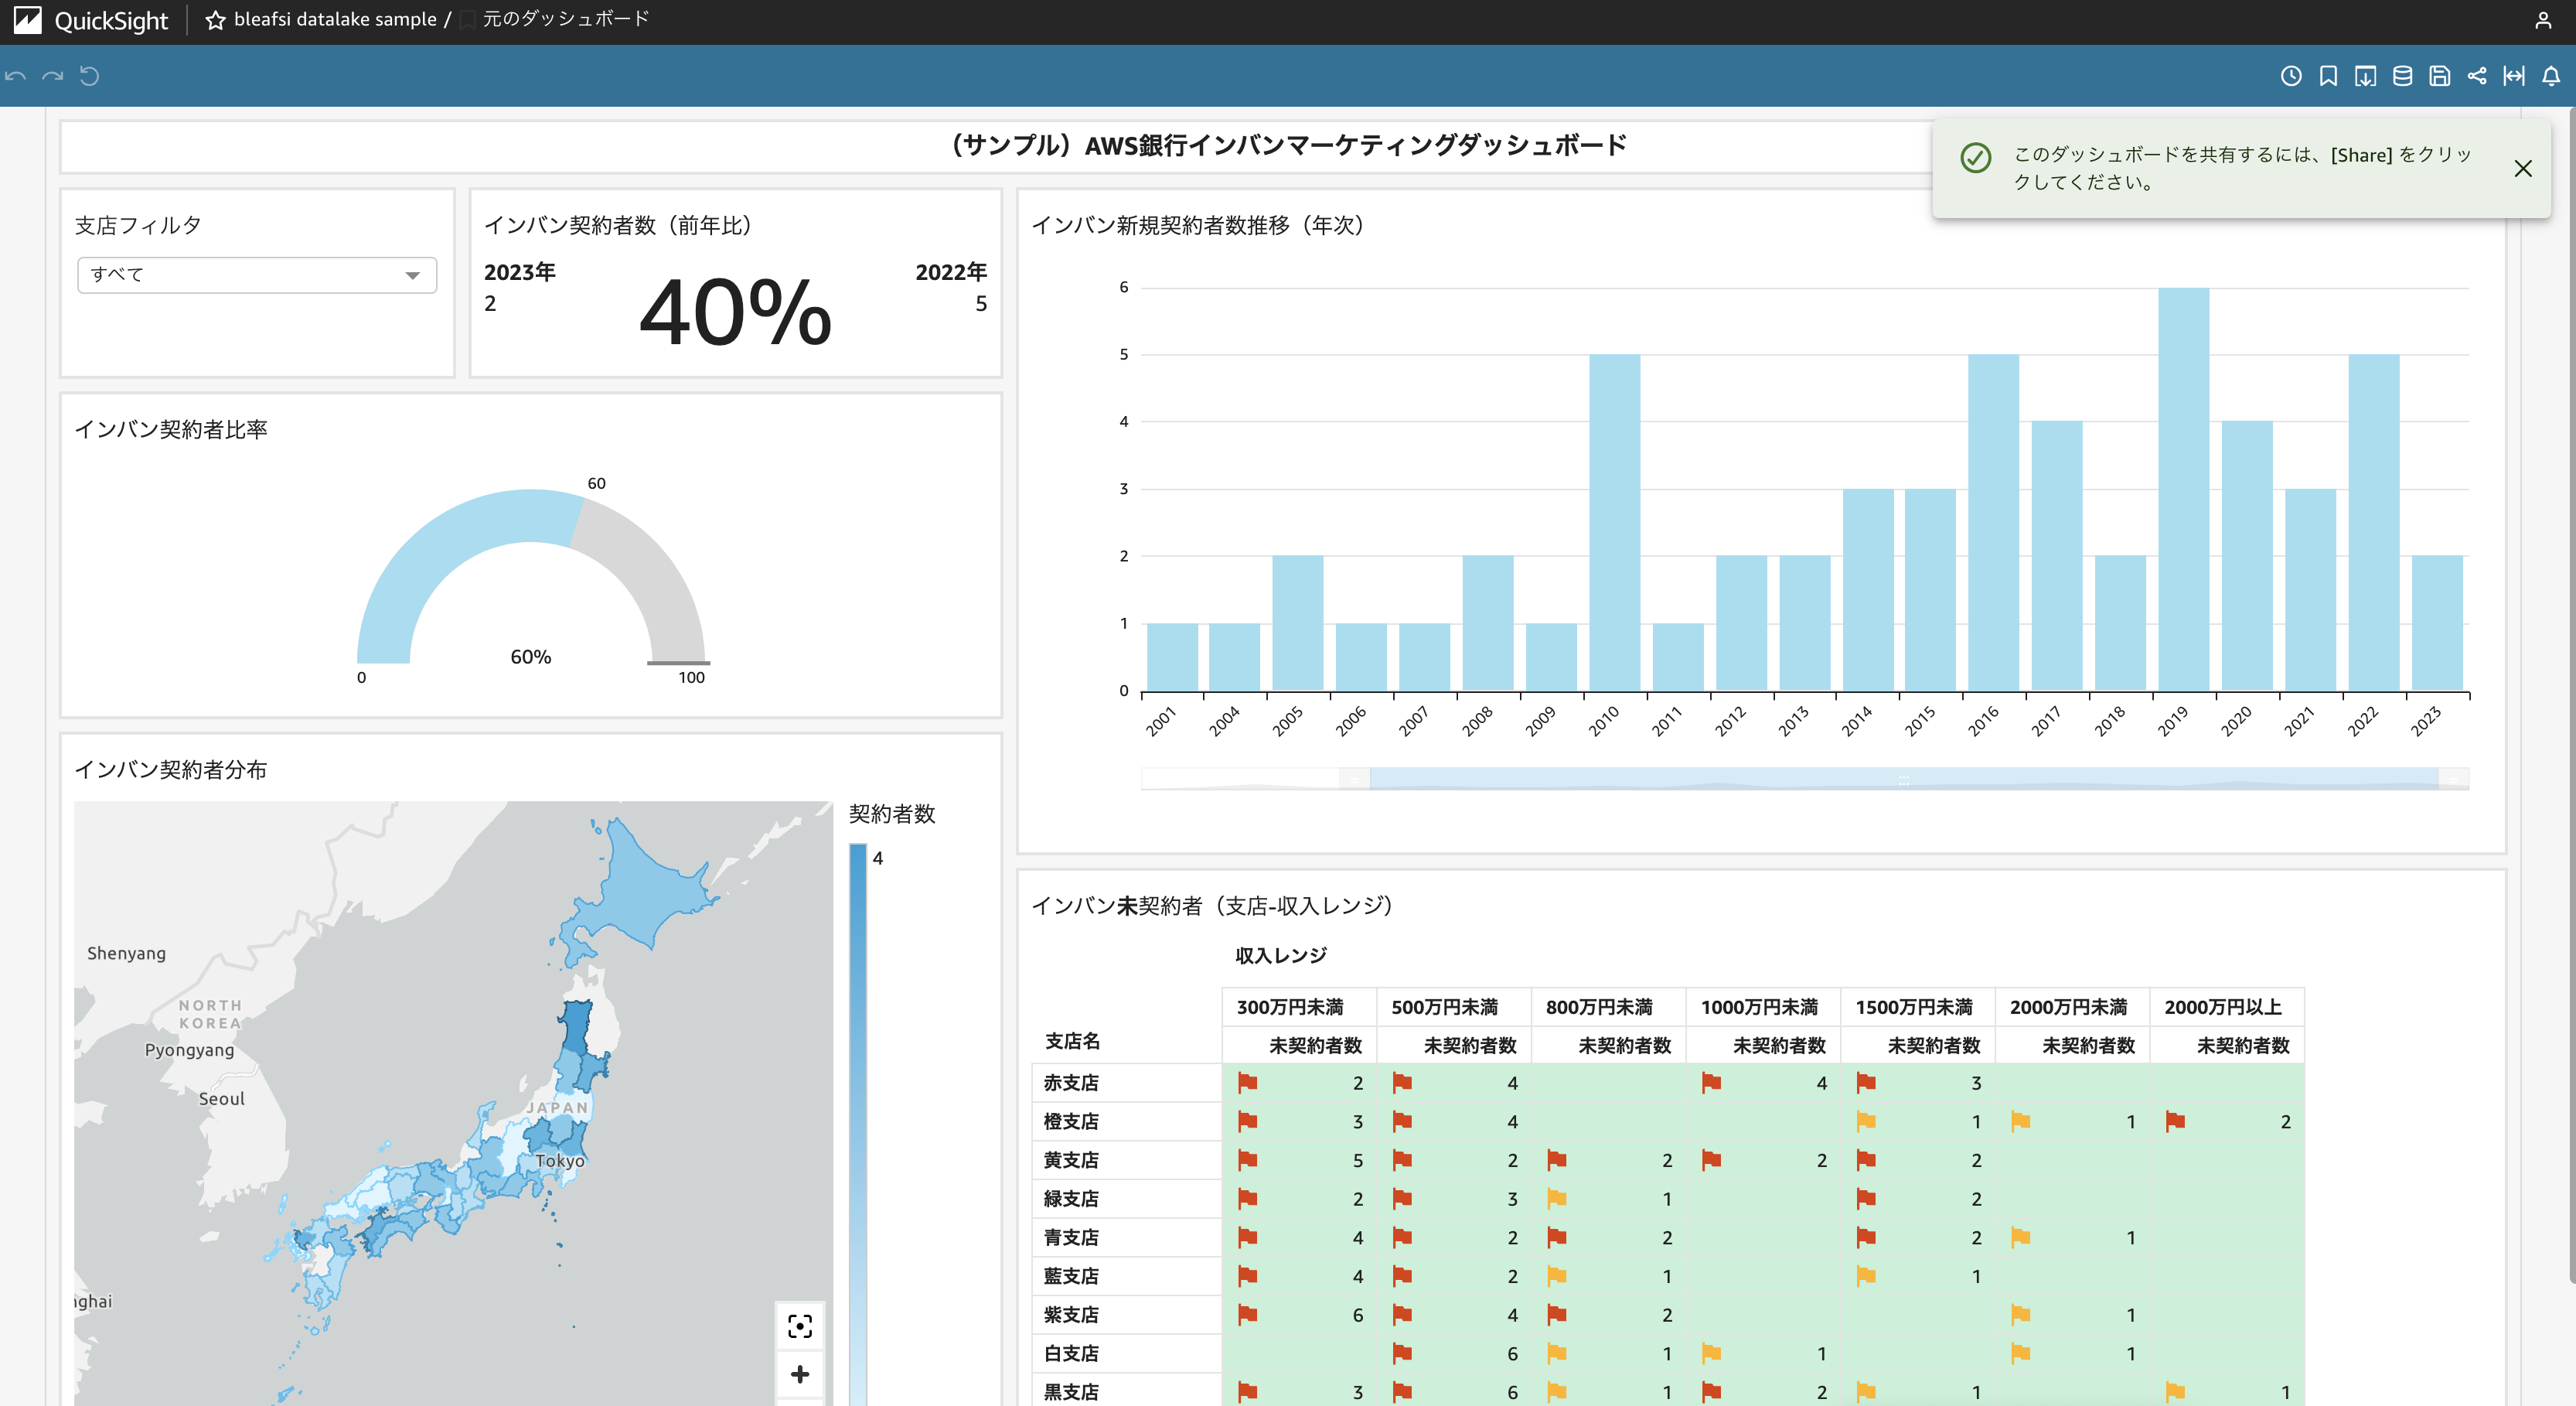 QuickSight
bleafsi datalake sample / 元のダッシュボード
（サンプル）AWS銀行インバンマーケティングダッシュボード
このダッシュボードを共有するには、[Share] をクリッ
クしてください。
支店フィルタ
すべて
インバン契約者数（前年比）
2023年
2
40%
2022年
5
インバン契約者比率
60
60%
0
100
インバン新規契約者数推移（年次）
6
5
4
3
2
1
0
2001 2004 2005 2006 2007 2008 2009 2010 2011 2012 2013 2014 2015 2016 2017 2018 2019 2020 2021 2022 2023
インバン契約者分布
契約者数
4
Shenyang
NORTH
KOREA
Pyongyang
Seoul
JAPAN
Tokyo
nghai
インバン未契約者（支店-収入レンジ）
収入レンジ
300万円未満 500万円未満 800万円未満 1000万円未満 1500万円未満 2000万円未満 2000万円以上
支店名 未契約者数 未契約者数 未契約者数 未契約者数 未契約者数 未契約者数 未契約者数
赤支店 2 4 4 3
橙支店 3 4 1 1 2
黄支店 5 2 2 2 2
緑支店 2 3 1 2
青支店 4 2 2 2 1
藍支店 4 2 1 1
紫支店 6 4 2 1
白支店 6 1 1 1
黒支店 3 6 1 2 1 1